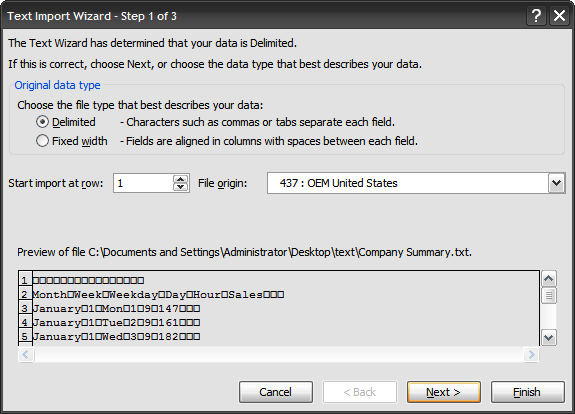 Text Import Wizard - Step 1 of 3
The Text Wizard has determined that your data is Delimited.
If this is correct, choose Next, or choose the data type that best describes your data.
Original data type
Choose the file type that best describes your data:
Delimited - Characters such as commas or tabs separate each field.
Fixed width - Fields are aligned in columns with spaces between each field.
Start import at row: 1 File origin: 437 : OEM United States
Preview of file C:\Documents and Settings\Administrator\Desktop\text\Company Summary.txt.
1 □□□□□□□□□□□□□□□□
2 Month□Week□Weekday□Day□Hour□Sales□□□
3 January□1□Mon□1□9□147□□□
4 January□1□Tue□2□9□161□□□
5 January□1□Wed□3□9□182□□□
Cancel < Back Next > Finish